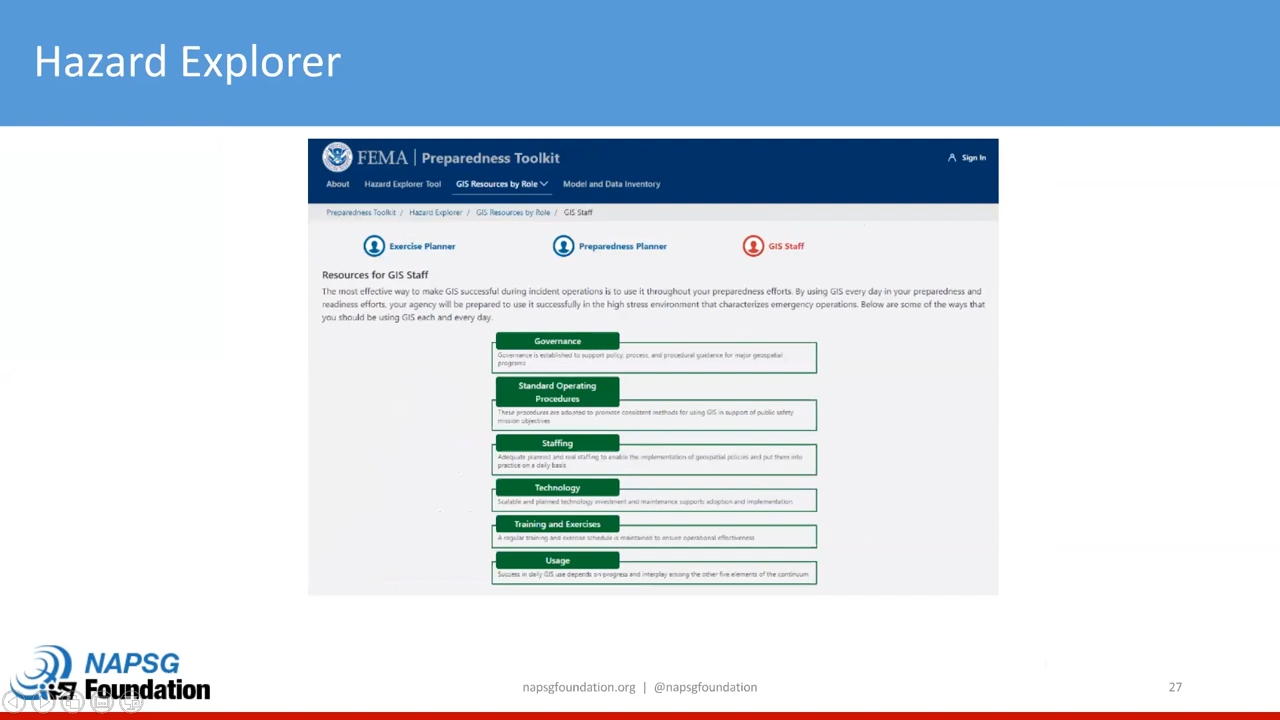 Hazard Explorer
FEMA | Preparedness Toolkit
Sign In
About Hazard Explorer Tool GIS Resources by Role Model and Data Inventory
Preparedness Toolkit / Hazard Explorer / GIS Resources by Role / GIS Staff
Exercise Planner Preparedness Planner GIS Staff
Resources for GIS Staff
The most effective way to make GIS successful during incident operations is to use it throughout your preparedness efforts. By using GIS every day in your preparedness and
readiness efforts, your agency will be prepared to use it successfully in the high stress environment that characterizes emergency operations. Below are some of the ways that
you should be using GIS each and every day.
Governance
Governance is established to support policy, process, and procedural guidance for major geospatial
programs
Standard Operating
Procedures
These procedures are adopted to promote consistent methods for using GIS in support of public safety
mission objectives
Staffing
Adequate planned and real staffing to enable the implementation of geospatial policies and put them into
practice on a daily basis
Technology
Scalable and planned technology investment and maintenance supports adoption and implementation
Training and Exercises
A regular training and exercise schedule is maintained to ensure operational effectiveness
Usage
Success in daily GIS use depends on progress and interplay among the other five elements of the continuum
NAPSG
Foundation
napsgfoundation.org | @napsgfoundation
27